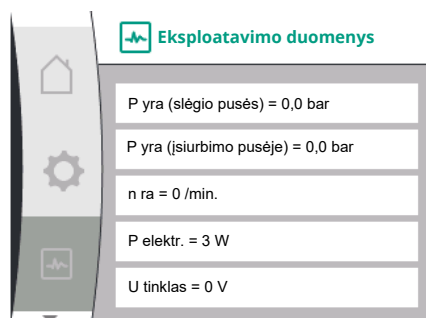 Eksploatavimo duomenys
P yra (slėgio pusės) = 0,0 bar
P yra (įsiurbimo pusėje) = 0,0 bar
n ra = 0 /min.
P elektr. = 3 W
U tinklas = 0 V